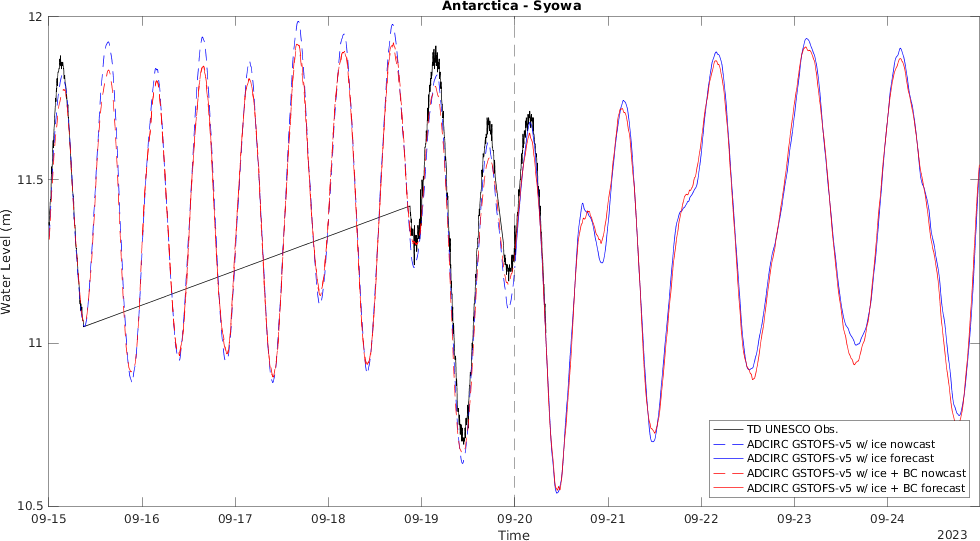 Antarctica - Syowa
Water Level (m)
12
11.5
11
10.5
09-15 09-16 09-17 09-18 09-19 09-20 09-21 09-22 09-23 09-24
Time
2023
TD UNESCO Obs.
ADCIRC GSTOFS-v5 w/ ice nowcast
ADCIRC GSTOFS-v5 w/ ice forecast
ADCIRC GSTOFS-v5 w/ ice + BC nowcast
ADCIRC GSTOFS-v5 w/ ice + BC forecast